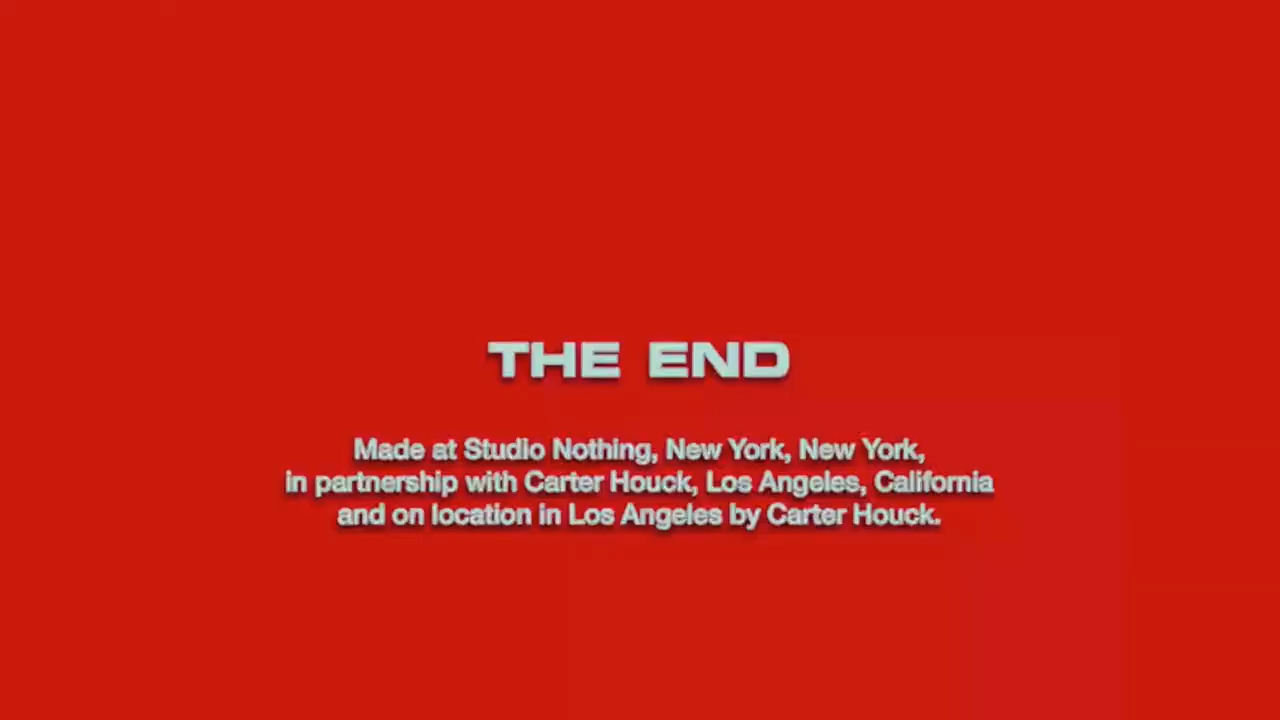 THE END
Made at Studio Nothing, New York, New York,
in partnership with Carter Houck, Los Angeles, California
and on location in Los Angeles by Carter Houck.